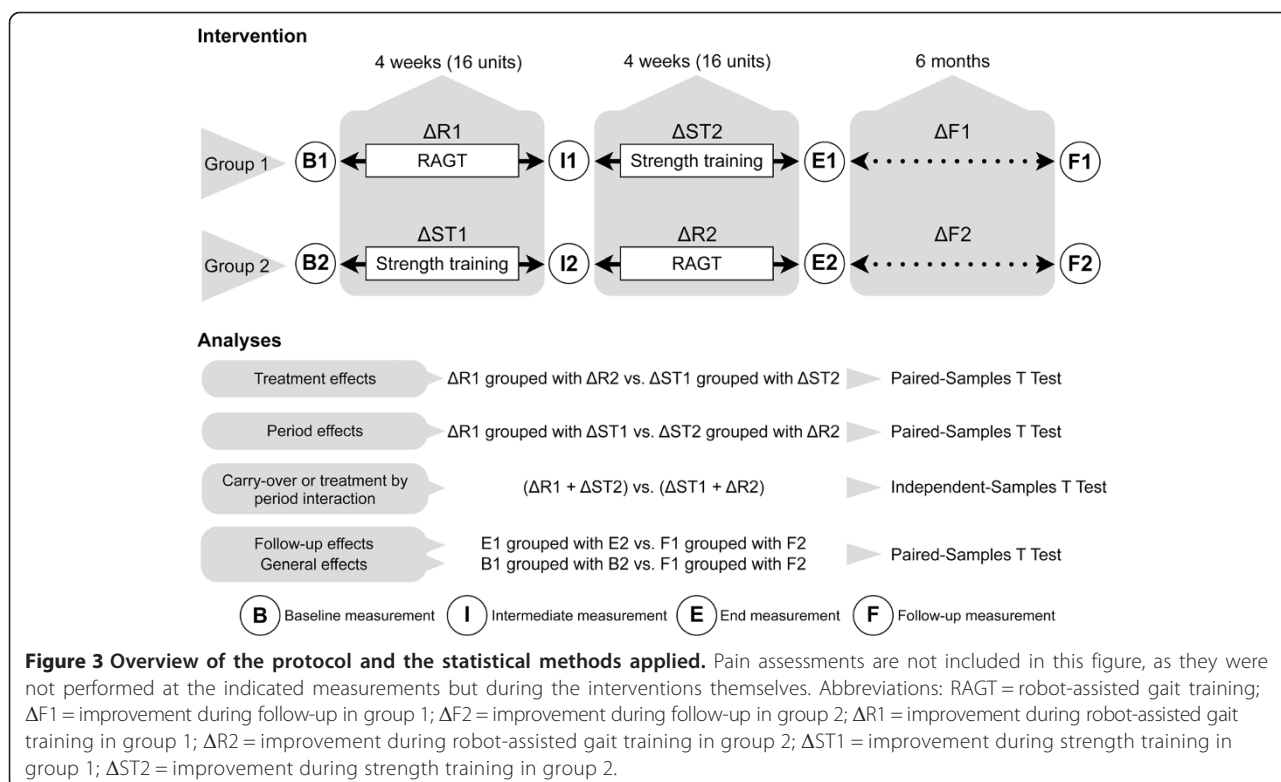 Intervention
4 weeks (16 units) 4 weeks (16 units) 6 months
ΔR1 ΔST2 ΔF1
Group 1 B1 RAGT I1 Strength training E1 F1
ΔST1 ΔR2 ΔF2
Group 2 B2 Strength training I2 RAGT E2 F2
Analyses
Treatment effects ΔR1 grouped with ΔR2 vs. ΔST1 grouped with ΔST2 Paired-Samples T Test
Period effects ΔR1 grouped with ΔST1 vs. ΔST2 grouped with ΔR2 Paired-Samples T Test
Carry-over or treatment by
period interaction (ΔR1 + ΔST2) vs. (ΔST1 + ΔR2) Independent-Samples T Test
Follow-up effects E1 grouped with E2 vs. F1 grouped with F2
General effects B1 grouped with B2 vs. F1 grouped with F2 Paired-Samples T Test
B Baseline measurement I Intermediate measurement E End measurement F Follow-up measurement
Figure 3 Overview of the protocol and the statistical methods applied. Pain assessments are not included in this figure, as they were
not performed at the indicated measurements but during the interventions themselves. Abbreviations: RAGT = robot-assisted gait training;
ΔF1 = improvement during follow-up in group 1; ΔF2 = improvement during follow-up in group 2; ΔR1 = improvement during robot-assisted gait
training in group 1; ΔR2 = improvement during robot-assisted gait training in group 2; ΔST1 = improvement during strength training in
group 1; ΔST2 = improvement during strength training in group 2.